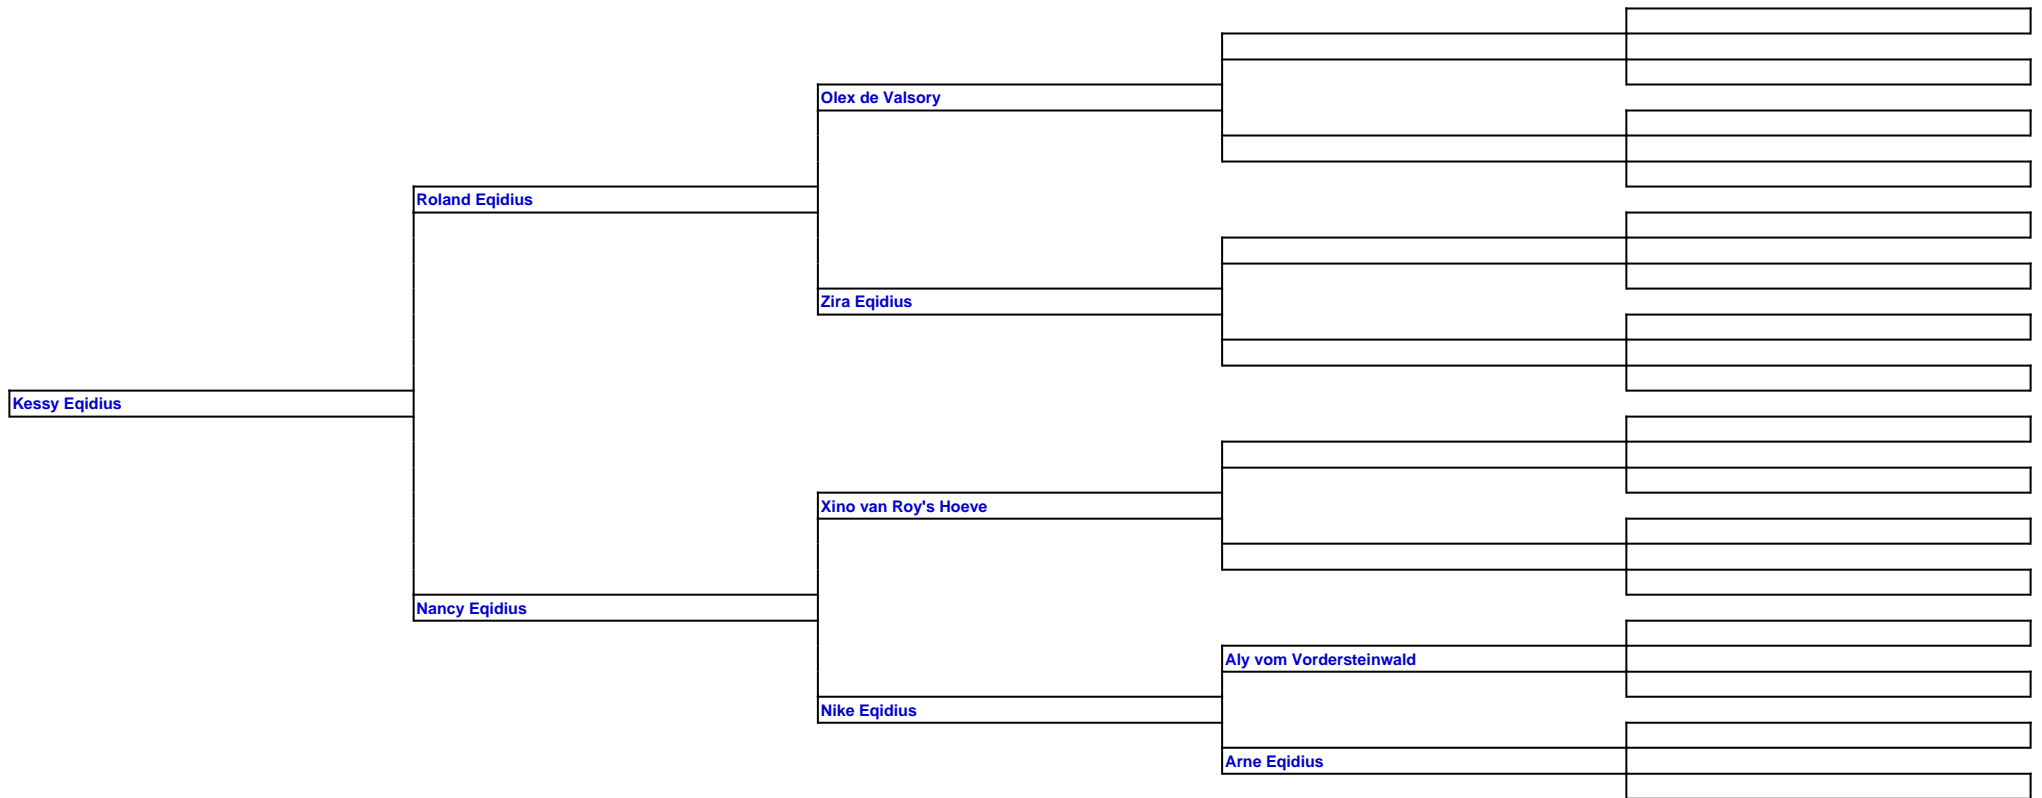 Olex de Valsory
Roland Eqidius
Zira Eqidius
Kessy Eqidius
Xino van Roy's Hoeve
Nancy Eqidius
Aly vom Vordersteinwald
Nike Eqidius
Arne Eqidius